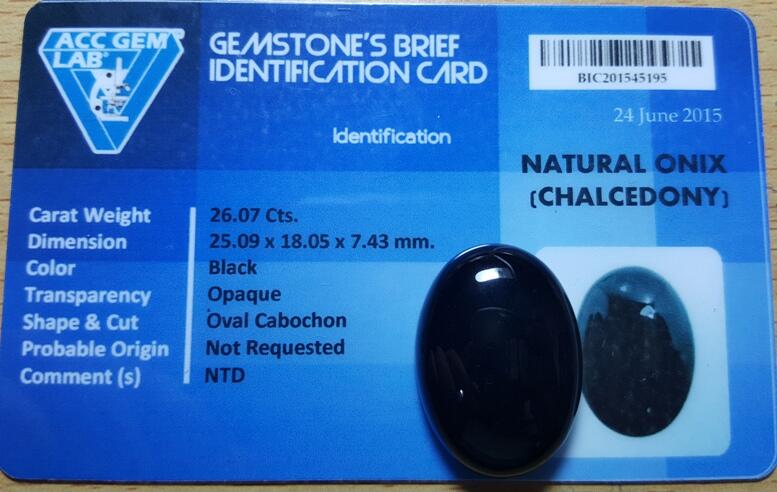 ACC GEM
LAB®
GEMSTONE'S BRIEF
IDENTIFICATION CARD
BIC201545195
24 June 2015
Identification
NATURAL ONIX
(CHALCEDONY)
Carat Weight 26.07 Cts.
Dimension 25.09 x 18.05 x 7.43 mm.
Color Black
Transparency Opaque
Shape & Cut Oval Cabochon
Probable Origin Not Requested
Comment (s) NTD